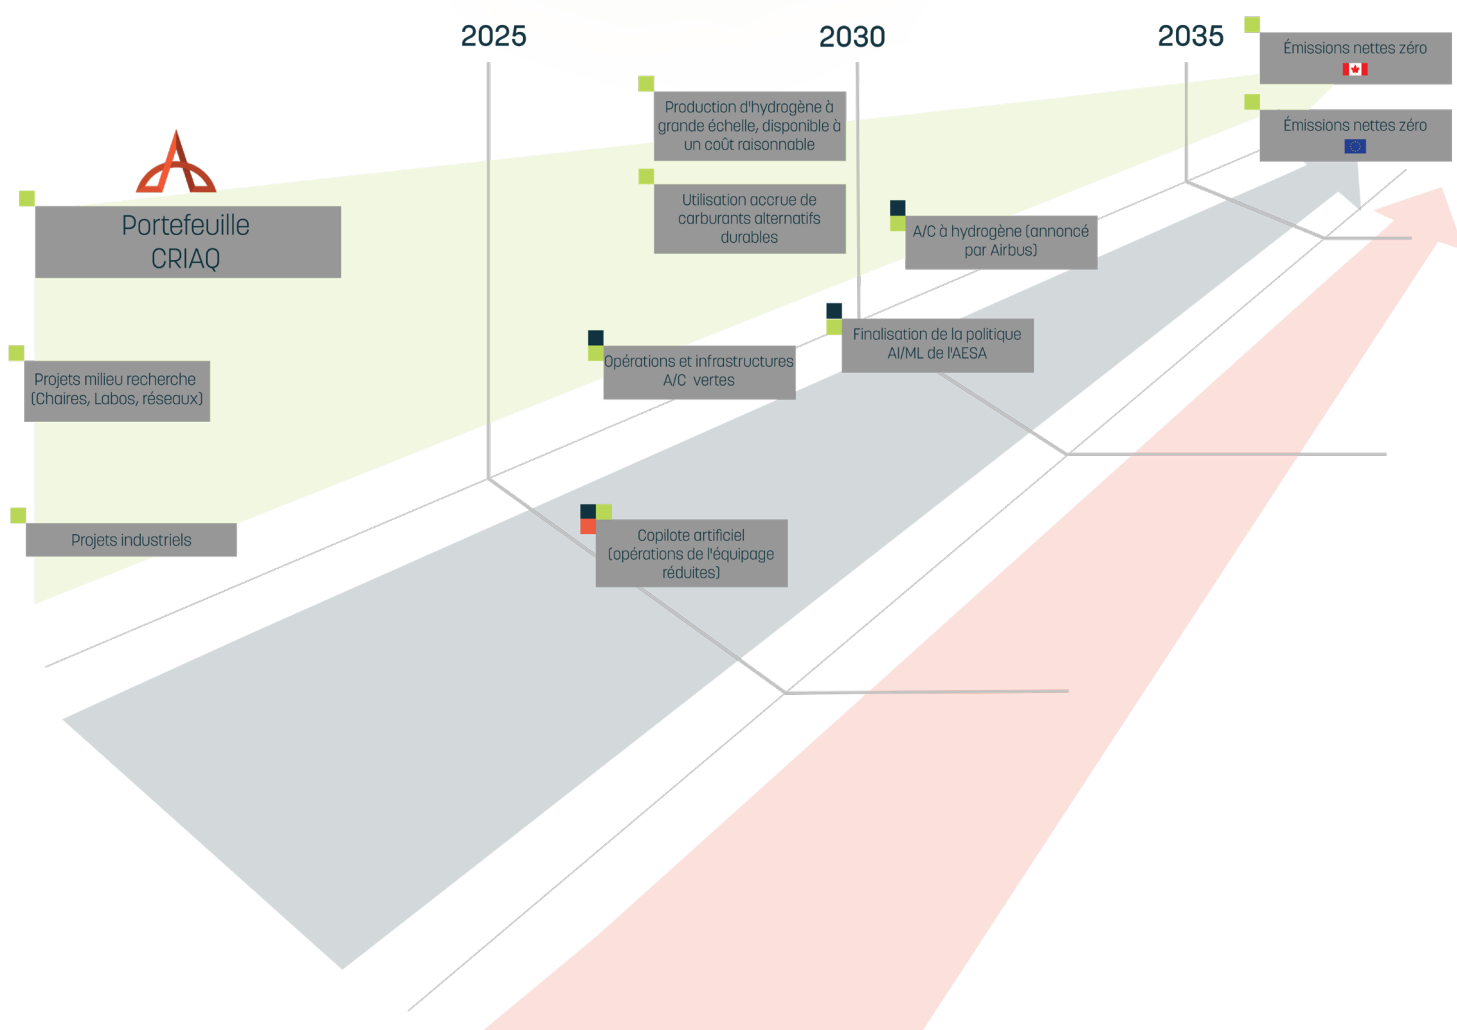 2025
2030
2035
Émissions nettes zéro
Émissions nettes zéro
Production d'hydrogène à
grande échelle, disponible à
un coût raisonnable
Utilisation accrue de
carburants alternatifs
durables
Portefeuille
CRIAQ
A/C à hydrogène (annoncé
par Airbus)
Finalisation de la politique
AI/ML de l'AESA
Opérations et infrastructures
A/C vertes
Projets milieu recherche
(Chaires, Labos, réseaux)
Projets industriels
Copilote artificiel
(opérations de l'équipage
réduites)